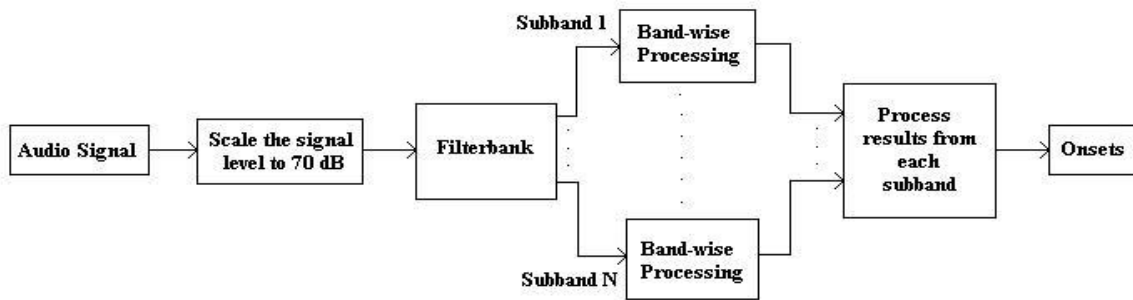 Audio Signal
Scale the signal
level to 70 dB
Filterbank
Subband 1
Band-wise
Processing
Subband N
Band-wise
Processing
Process
results from
each
subband
Onsets